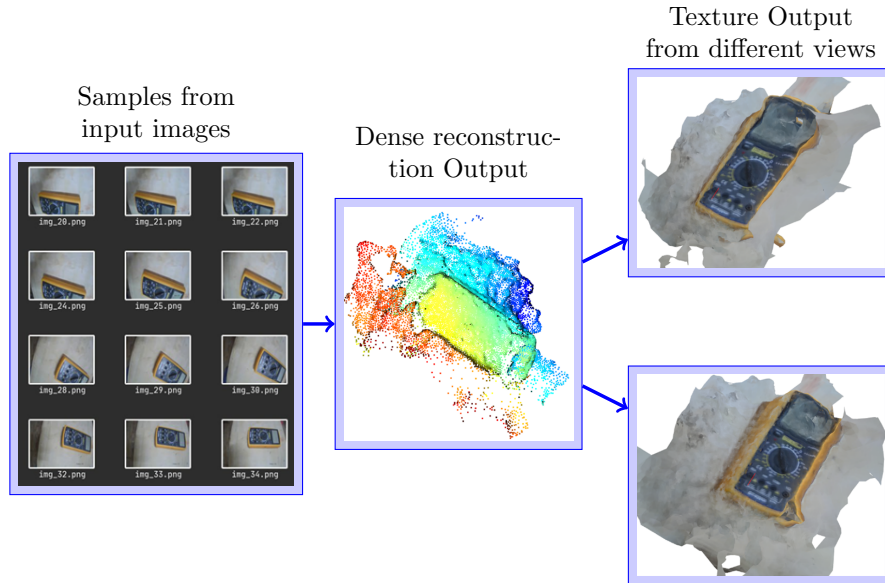 Texture Output
from different views
Samples from
input images
Dense reconstruc-
tion Output
img_20.png
img_21.png
img_22.png
img_24.png
img_25.png
img_26.png
img_28.png
img_29.png
img_30.png
img_32.png
img_33.png
img_34.png